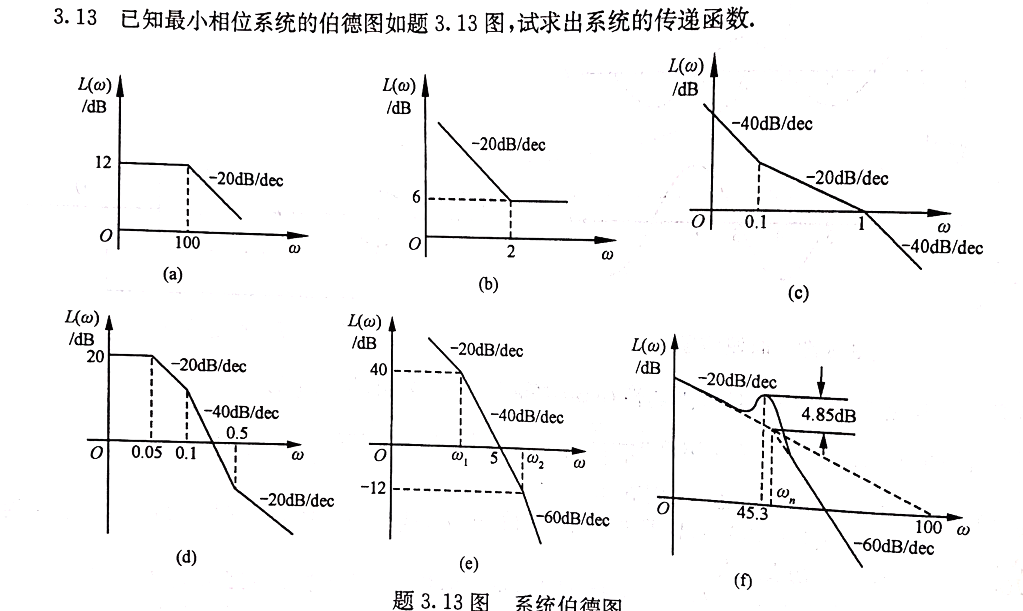 3.13 已知最小相位系统的伯德图如题3.13图,试求出系统的传递函数.
L(ω)
/dB
12
-20dB/dec
O
100
ω
(a)
L(ω)
/dB
-20dB/dec
6
O
2
ω
(b)
L(ω)
/dB
-40dB/dec
-20dB/dec
O
0.1
1
ω
-40dB/dec
(c)
L(ω)
/dB
20
-20dB/dec
-40dB/dec
0.5
O
0.05
0.1
ω
-20dB/dec
(d)
L(ω)
/dB
-20dB/dec
40
-40dB/dec
O
ω₁
5
ω₂
ω
-12
-60dB/dec
(e)
L(ω)
/dB
-20dB/dec
4.85dB
O
45.3
ωₙ
100
ω
-60dB/dec
(f)
题3.13图 系统伯德图